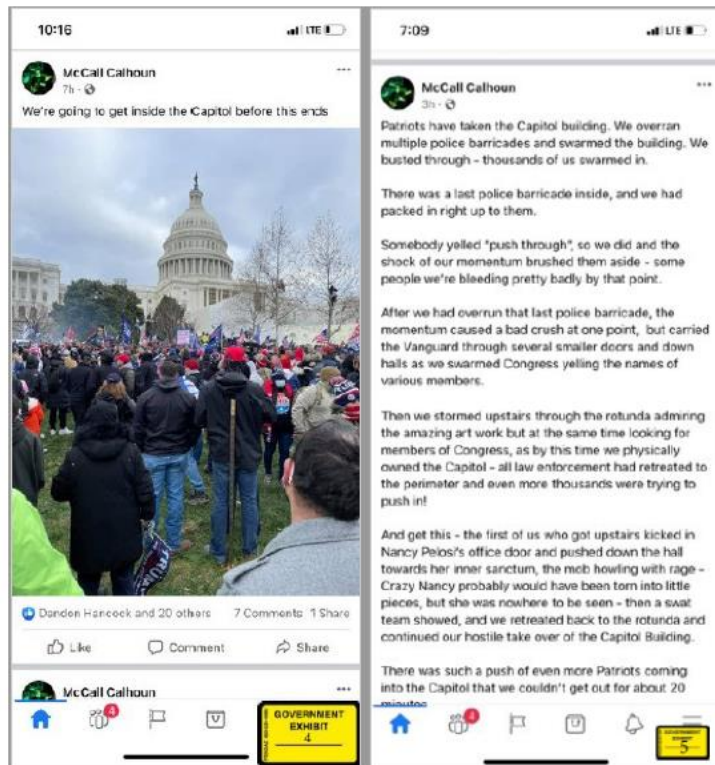 10:16
LTE
McCall Calhoun
7h
We're going to get inside the Capitol before this ends
TRUMP
Dandon Hancock and 20 others 7 Comments 1 Share
Like Comment Share
McCall Calhoun
4
GOVERNMENT
EXHIBIT
4
7:09
LTE
McCall Calhoun
3h
Patriots have taken the Capitol building. We overran
multiple police barricades and swarmed the building. We
busted through - thousands of us swarmed in.
There was a last police barricade inside, and we had
packed in right up to them.
Somebody yelled "push through", so we did and the
shock of our momentum brushed them aside - some
people we're bleeding pretty badly by that point.
After we had overrun that last police barricade, the
momentum caused a bad crush at one point, but carried
the Vanguard through several smaller doors and down
halls as we swarmed Congress yelling the names of
various members.
Then we stormed upstairs through the rotunda admiring
the amazing art work but at the same time looking for
members of Congress, as by this time we physically
owned the Capitol - all law enforcement had retreated to
the perimeter and even more thousands were trying to
push in!
And get this - the first of us who got upstairs kicked in
Nancy Pelosi's office door and pushed down the hall
towards her inner sanctum, the mob howling with rage -
Crazy Nancy probably would have been torn into little
pieces, but she was nowhere to be seen - then a swat
team showed, and we retreated back to the rotunda and
continued our hostile take over of the Capitol Building.
There was such a push of even more Patriots coming
into the Capitol that we couldn't get out for about 20
minutes
4
EXHIBIT
5